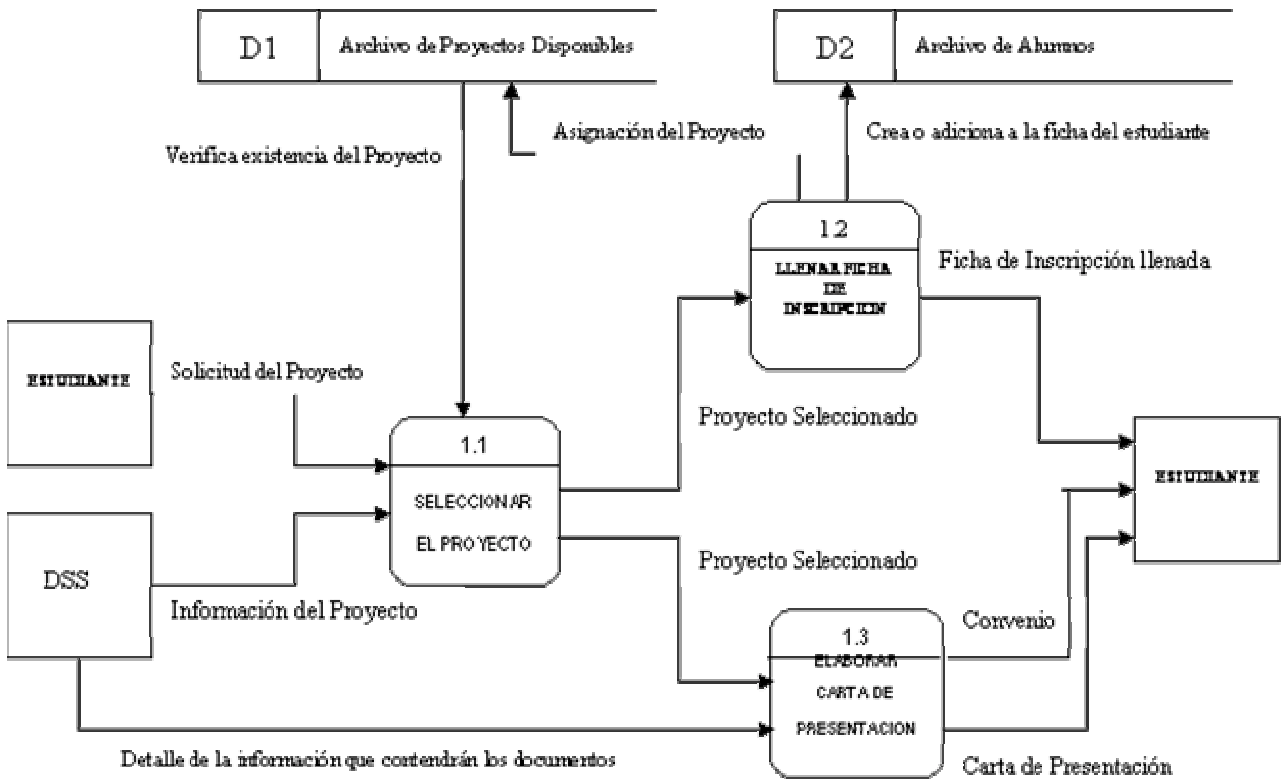 D1
Archivo de Proyectos Disponibles
D2
Archivo de Alumnos
Asignación del Proyecto
Crea o adiciona a la ficha del estudiante
Verifica existencia del Proyecto
1.2
LLENAR FICHA
DE
INSCRIPCION
Ficha de Inscripción llenada
ESTUDIANTE
Solicitud del Proyecto
Proyecto Seleccionado
1.1
SELECCIONAR
EL PROYECTO
ESTUDIANTE
DSS
Proyecto Seleccionado
Información del Proyecto
Convenio
1.3
ELABORAR
CARTA DE
PRESENTACION
Detalle de la información que contendrán los documentos
Carta de Presentación